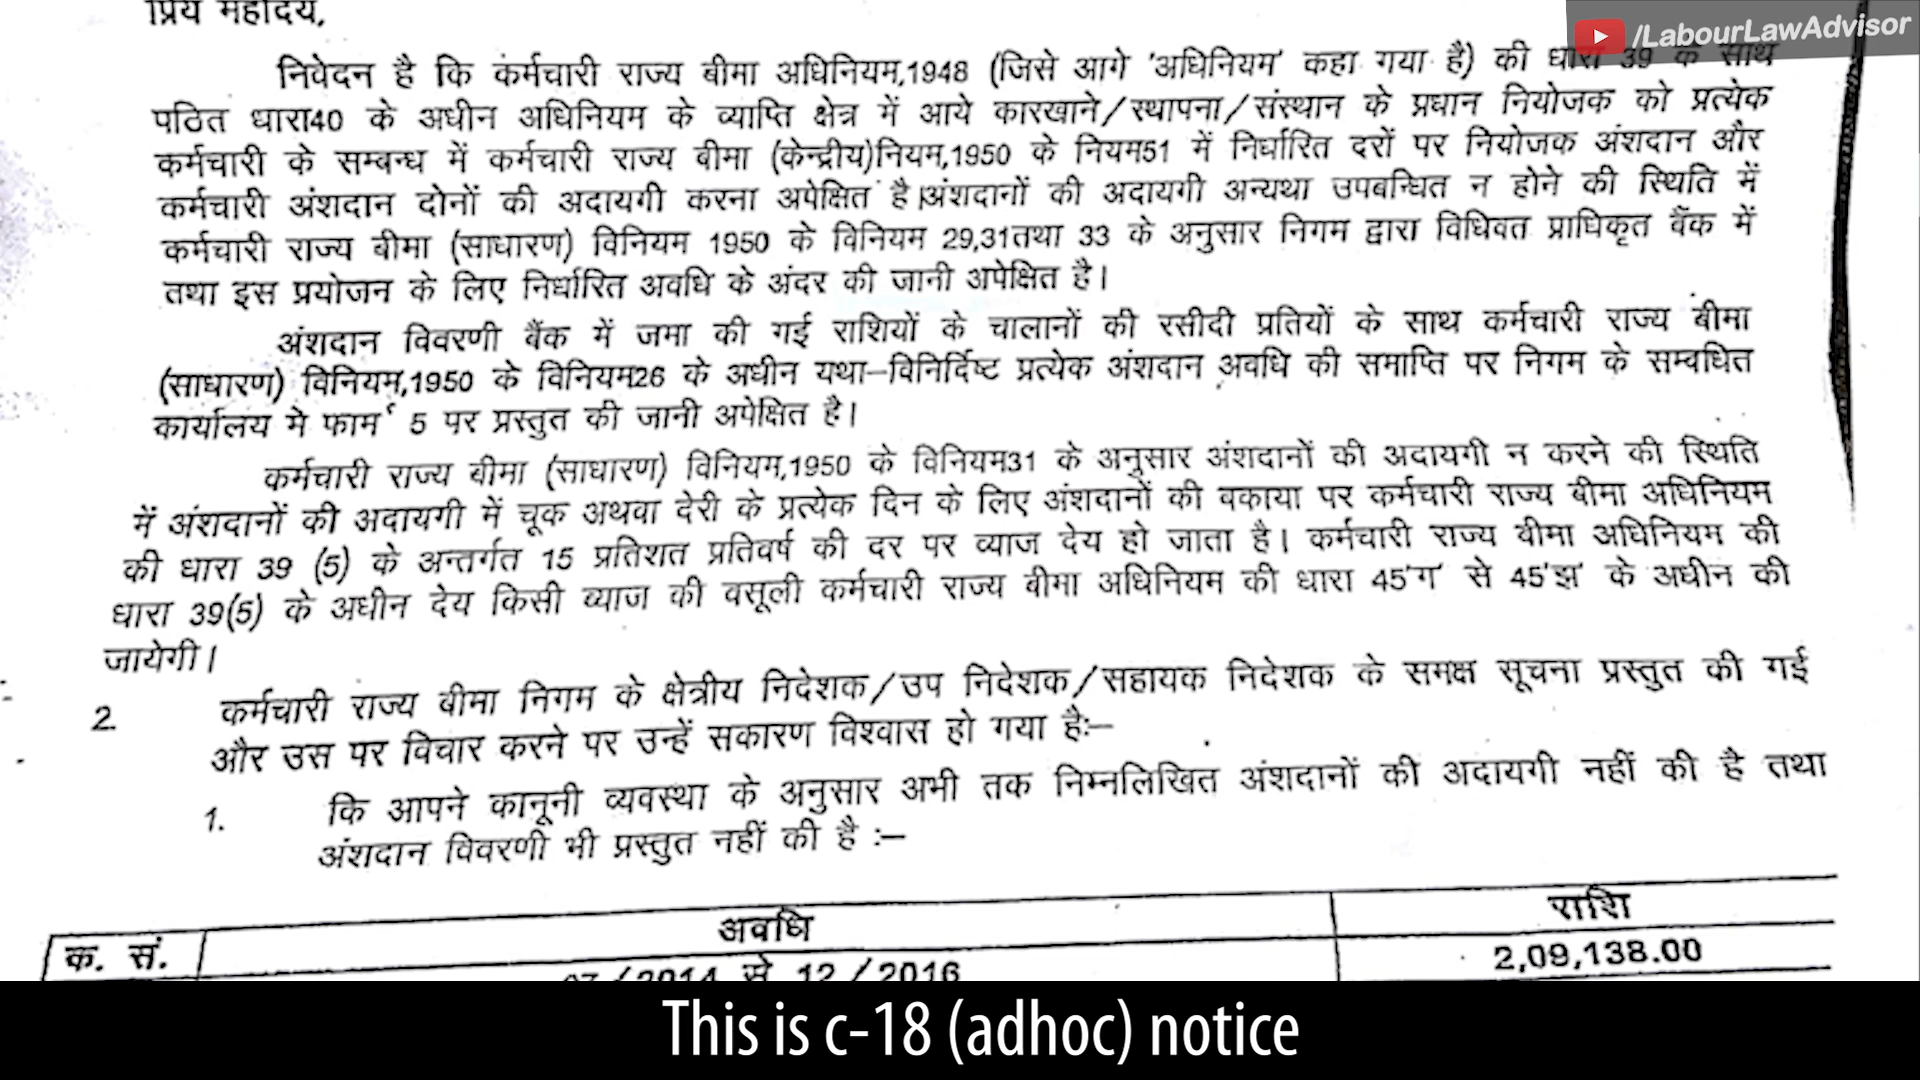 प्रिय महोदय,
/LabourLawAdvisor
निवेदन है कि कर्मचारी राज्य बीमा अधिनियम,1948 (जिसे आगे 'अधिनियम' कहा गया है) की धारा 39 के साथ
पठित धारा40 के अधीन अधिनियम के व्याप्ति क्षेत्र में आये कारखाने/स्थापना/संस्थान के प्रधान नियोजक को प्रत्येक
कर्मचारी के सम्बन्ध में कर्मचारी राज्य बीमा (केन्द्रीय)नियम,1950 के नियम51 में निर्धारित दरों पर नियोजक अंशदान और
कर्मचारी अंशदान दोनों की अदायगी करना अपेक्षित है।अंशदानों की अदायगी अन्यथा उपबन्धित न होने की स्थिति में
कर्मचारी राज्य बीमा (साधारण) विनियम 1950 के विनियम 29,31तथा 33 के अनुसार निगम द्वारा विधिवत प्राधिकृत बैंक में
तथा इस प्रयोजन के लिए निर्धारित अवधि के अंदर की जानी अपेक्षित है।
अंशदान विवरणी बैंक में जमा की गई राशियों के चालानों की रसीदी प्रतियों के साथ कर्मचारी राज्य बीमा
(साधारण) विनियम,1950 के विनियम26 के अधीन यथा–विनिर्दिष्ट प्रत्येक अंशदान अवधि की समाप्ति पर निगम के सम्बधित
कार्यालय मे फाम र् 5 पर प्रस्तुत की जानी अपेक्षित है।
कर्मचारी राज्य बीमा (साधारण) विनियम,1950 के विनियम31 के अनुसार अंशदानों की अदायगी न करने की स्थिति
में अंशदानों की अदायगी में चूक अथवा देरी के प्रत्येक दिन के लिए अंशदानों की बकाया पर कर्मचारी राज्य बीमा अधिनियम
की धारा 39 (5) के अन्तर्गत 15 प्रतिशत प्रतिवर्ष की दर पर ब्याज देय हो जाता है। कर्मचारी राज्य बीमा अधिनियम की
धारा 39(5) के अधीन देय किसी ब्याज की वसूली कर्मचारी राज्य बीमा अधिनियम की धारा 45'ग' से 45'झ' के अधीन की
जायेगी।
2. कर्मचारी राज्य बीमा निगम के क्षेत्रीय निदेशक/उप निदेशक/सहायक निदेशक के समक्ष सूचना प्रस्तुत की गई
और उस पर विचार करने पर उन्हें सकारण विश्वास हो गया है:–
1. कि आपने कानूनी व्यवस्था के अनुसार अभी तक निम्नलिखित अंशदानों की अदायगी नहीं की है तथा
अंशदान विवरणी भी प्रस्तुत नहीं की है :–
क. सं. अवधि राशि
07/2014 से 12/2016 2,09,138.00
This is c-18 (adhoc) notice